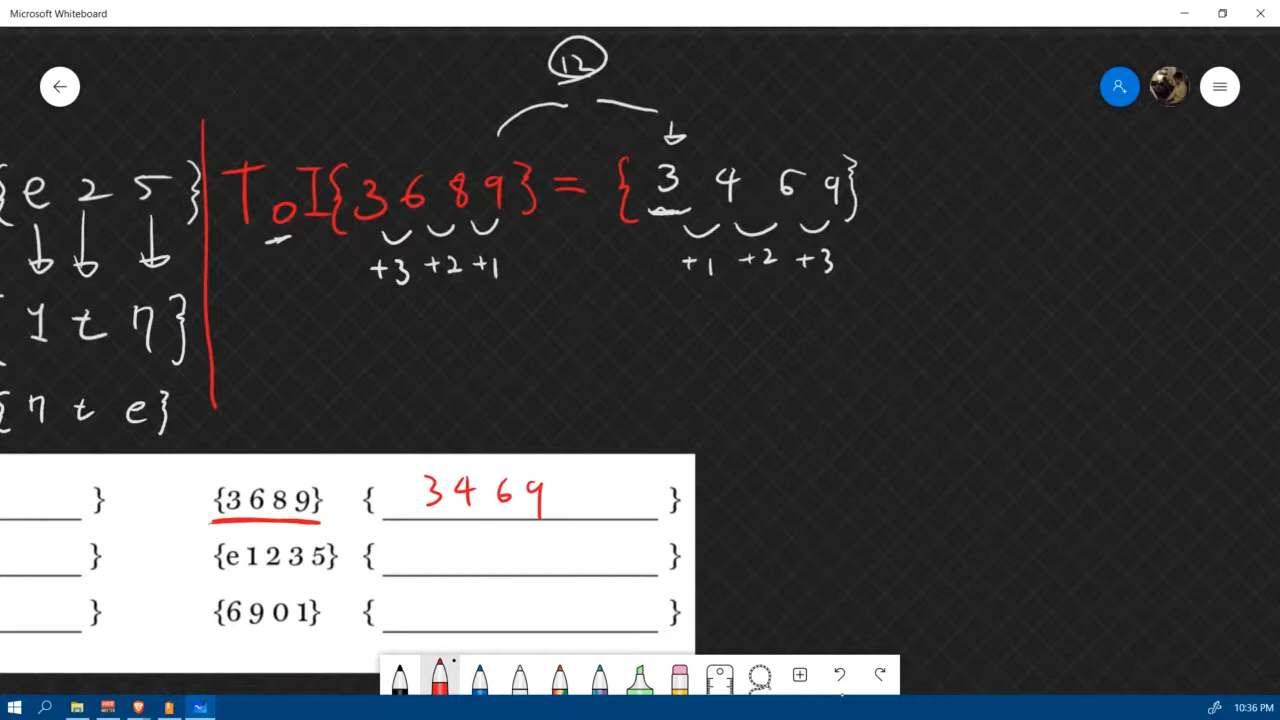 Microsoft Whiteboard
12
{e 2 5}
T₀I{3 6 8 9} = {3 4 6 9}
+3 +2 +1
+1 +2 +3
1 t η}
{η t e}
} {3 6 8 9} { 3 4 6 9 }
} {e 1 2 3 5} { }
} {6 9 0 1} { }
10:36 PM